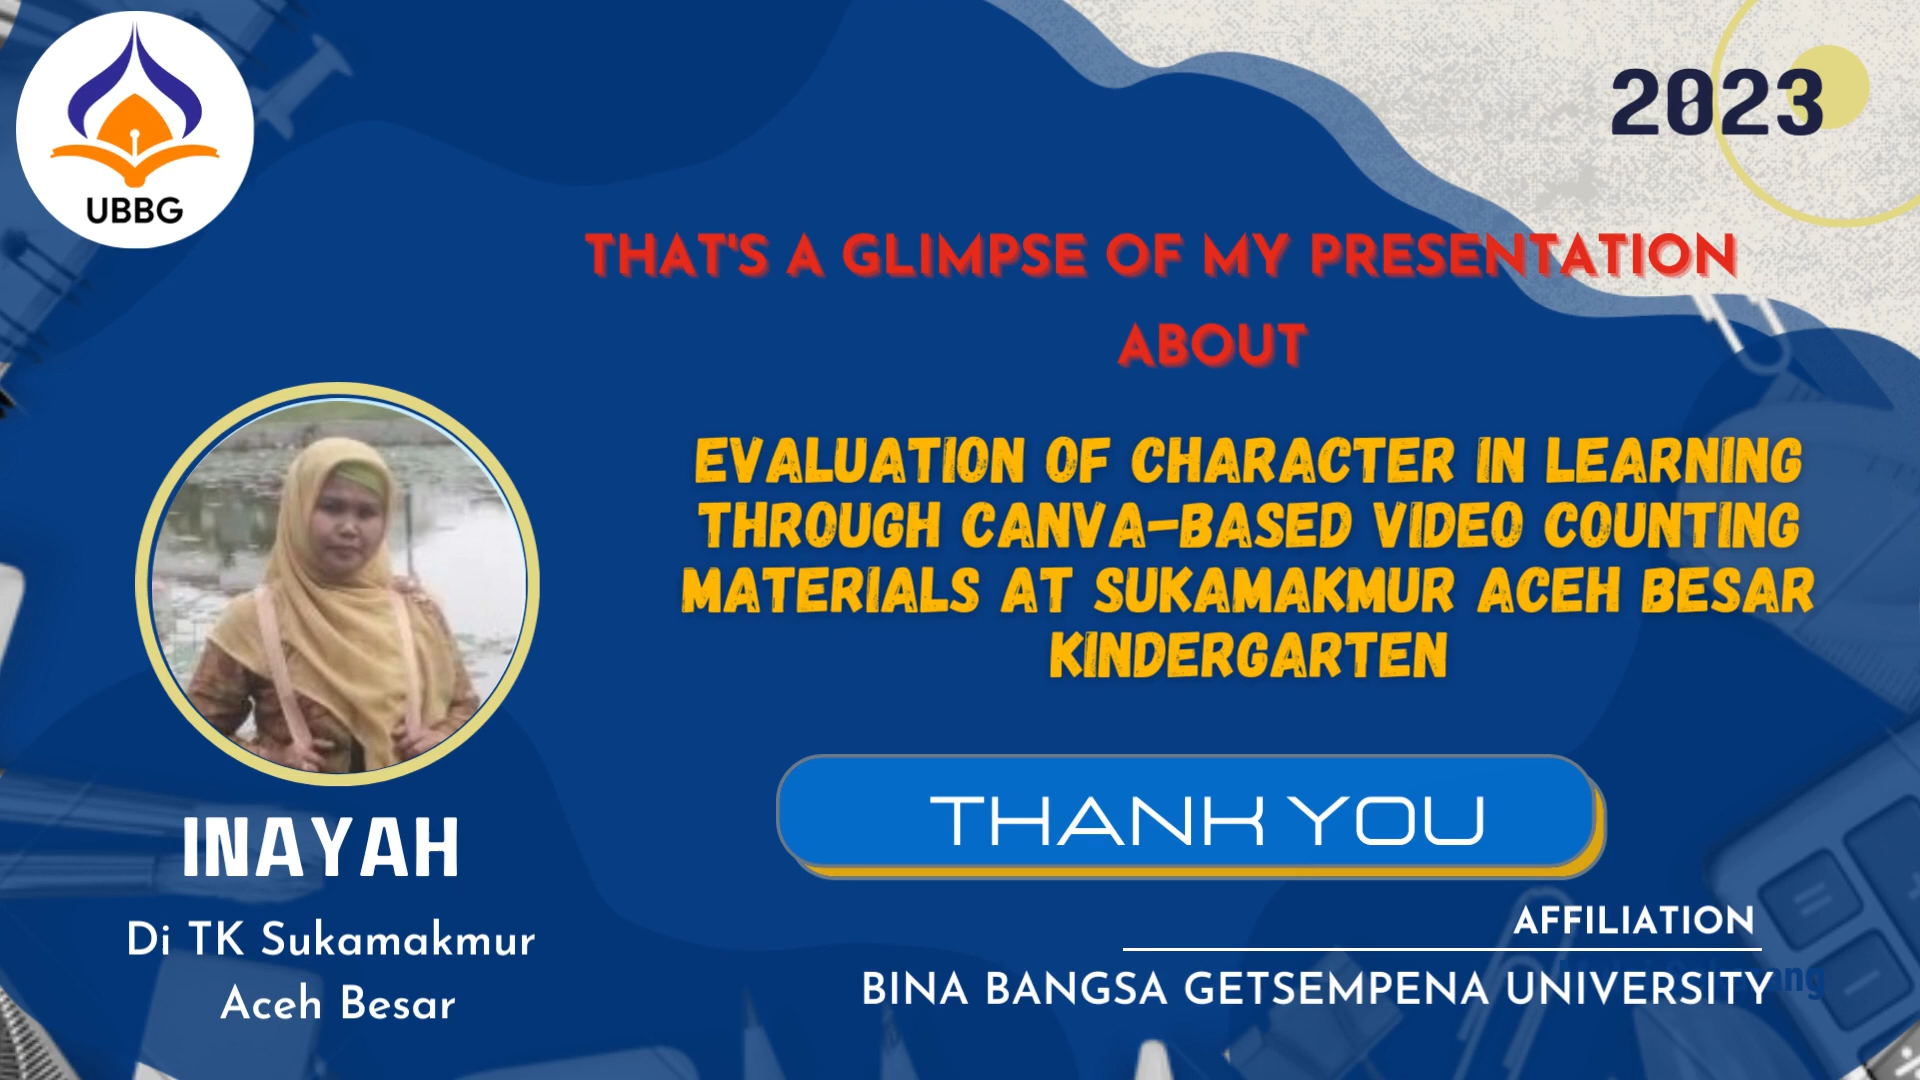 UBBG
2023
THAT'S A GLIMPSE OF MY PRESENTATION
ABOUT
EVALUATION OF CHARACTER IN LEARNING
THROUGH CANVA-BASED VIDEO COUNTING
MATERIALS AT SUKAMAKMUR ACEH BESAR
KINDERGARTEN
INAYAH
Di TK Sukamakmur
Aceh Besar
THANK YOU
AFFILIATION
BINA BANGSA GETSEMPENA UNIVERSITY